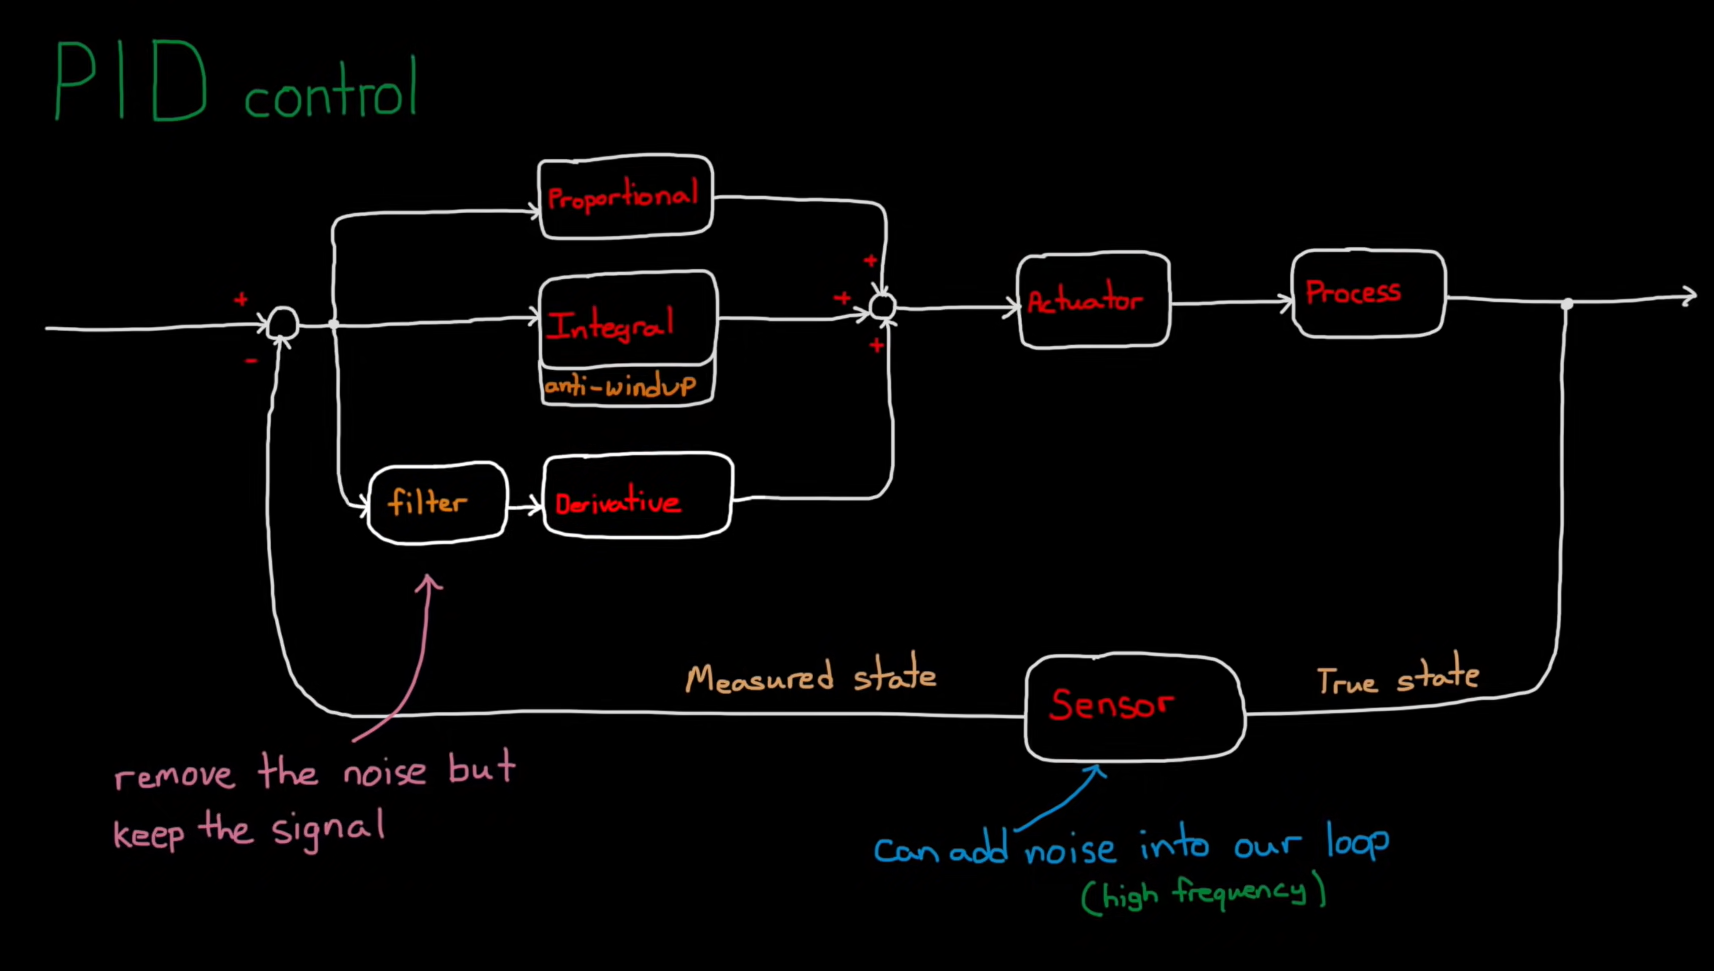 PID control
Proportional
+
+
+
Integral
anti-windup
+
-
+
Actuator
Process
filter
Derivative
Measured state
Sensor
True state
remove the noise but
keep the signal
can add noise into our loop
(high frequency)